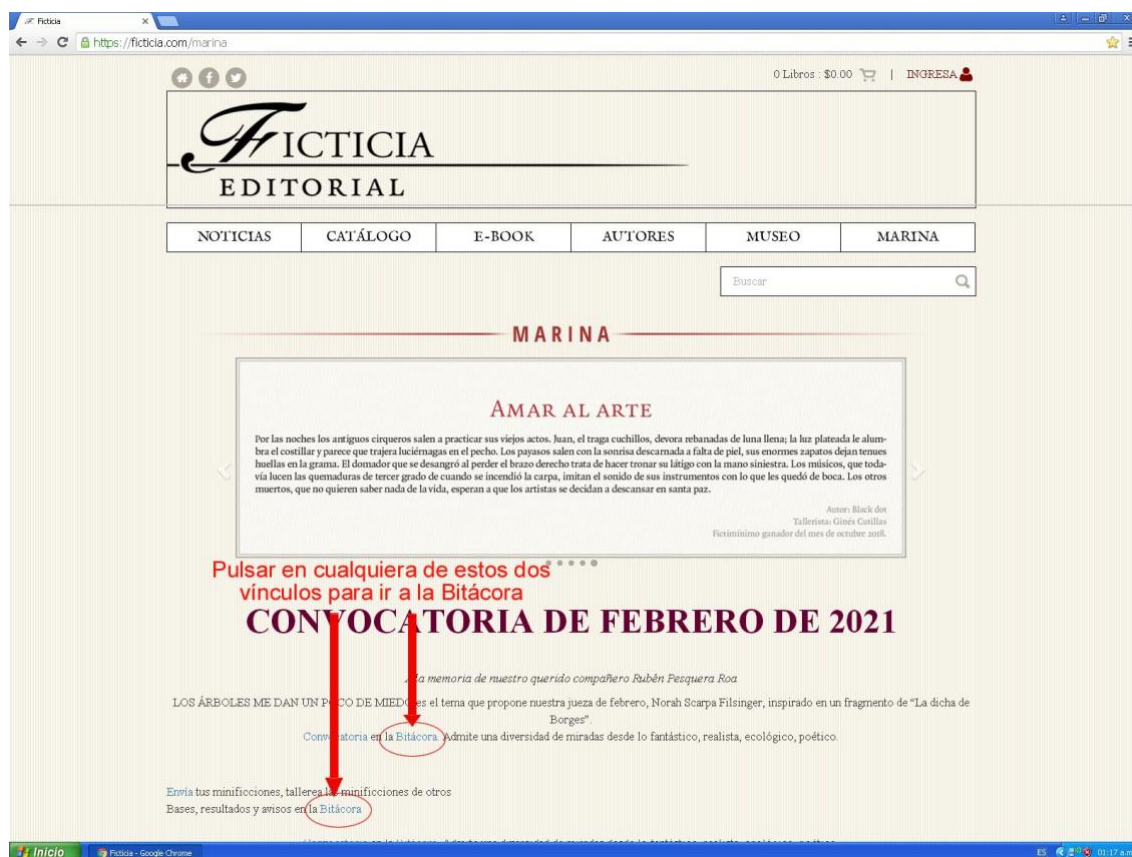 Ficticia
https://ficticia.com/marina
0 Libros : $0.00 | INGRESA
FICTICIA
EDITORIAL
NOTICIAS CATÁLOGO E-BOOK AUTORES MUSEO MARINA
Buscar
MARINA
AMAR AL ARTE
Por las noches los antiguos cirqueros salen a practicar sus viejos actos. Juan, el traga cuchillos, devora rebanadas de luna llena; la luz plateada le alum-
bra el costillar y parece que trajera luciérnagas en el pecho. Los payasos salen con la sonrisa descarnada a falta de piel, sus enormes zapatos dejan tenues
huellas en la grama. El domador que se desangró al perder el brazo derecho trata de hacer tronar su látigo con la mano siniestra. Los músicos, que toda-
vía lucen las quemaduras de tercer grado de cuando se incendió la carpa, imitan el sonido de sus instrumentos con lo que les quedó de boca. Los otros
muertos, que no quieren saber nada de la vida, esperan a que los artistas se decidan a descansar en santa paz.
Autor: Black dot
Tallerista: Ginés Cutillas
Fictimínimo ganador del mes de octubre 2018.
Pulsar en cualquiera de estos dos
vínculos para ir a la Bitácora
CONVOCATORIA DE FEBRERO DE 2021
la memoria de nuestro querido compañero Rubén Pesquera Roa
LOS ÁRBOLES ME DAN UN POCO DE MIEDO es el tema que propone nuestra jueza de febrero, Norah Scarpa Filsinger, inspirado en un fragmento de “La dicha de
Borges”.
Convocatoria en la Bitácora. Admite una diversidad de miradas desde lo fantástico, realista, ecológico, poético.
Envía tus minificciones, tallerea las minificciones de otros
Bases, resultados y avisos en la Bitácora
Inicio Ficticia - Google Chrome ES 01:17 a.m.